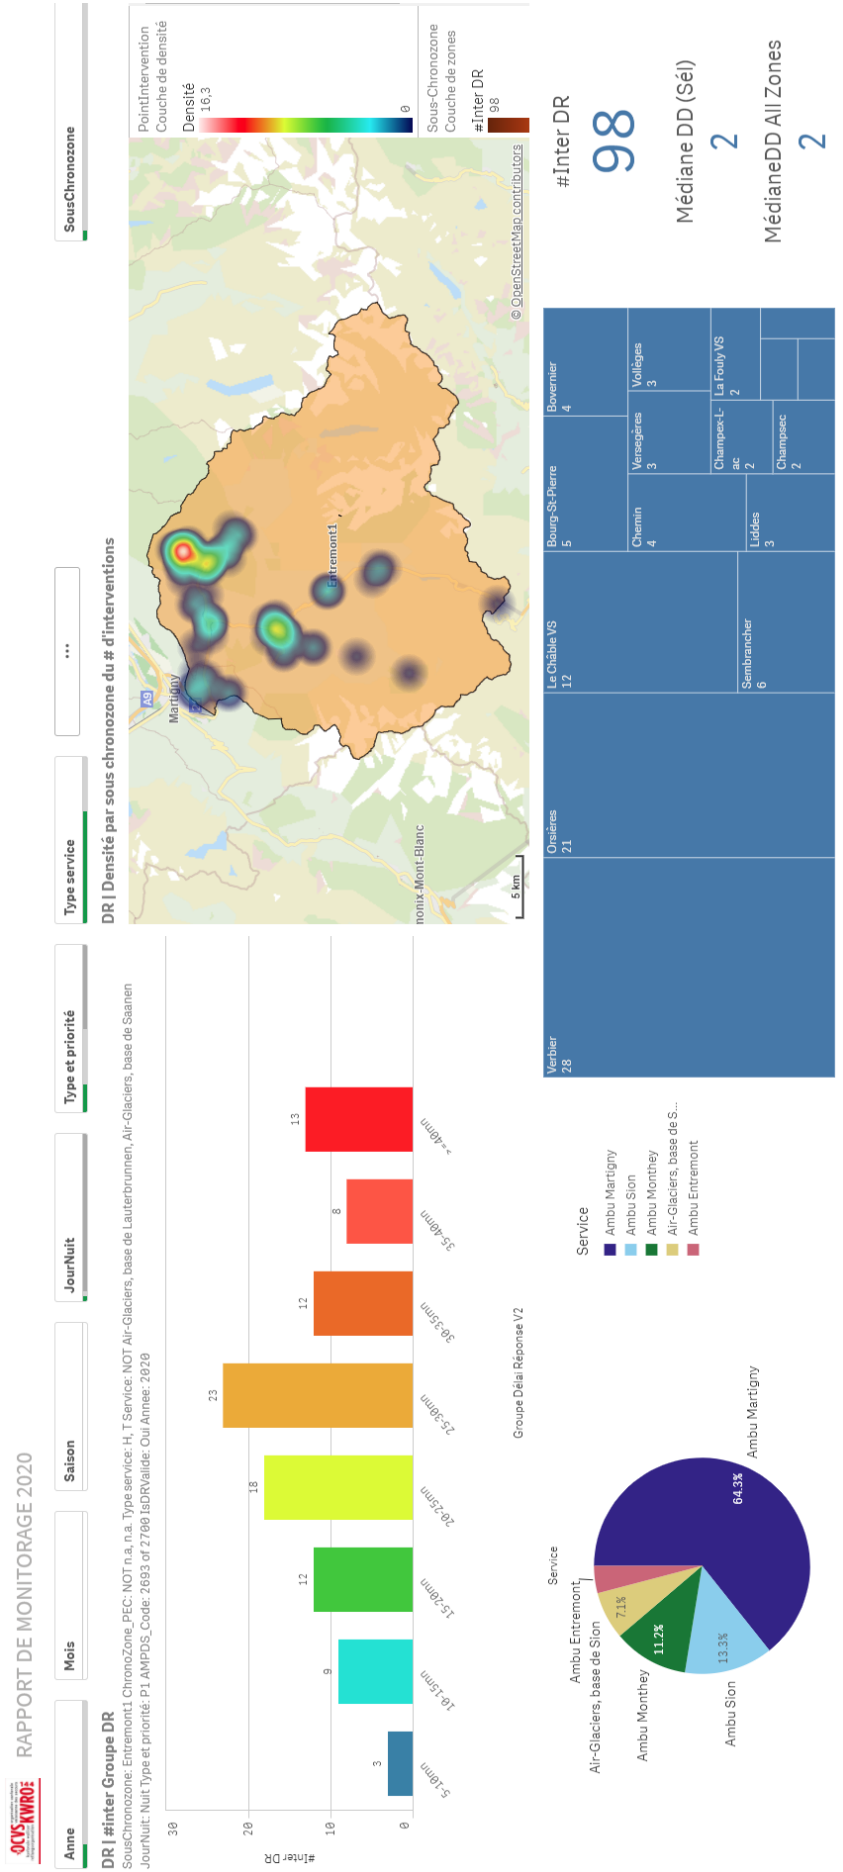 OCVS
KWRO
RAPPORT DE MONITORAGE 2020
Anne
Mois
Saison
JourNuit
Type et priorité
Type service
...
SousChronozone
DR | #inter Groupe DR
SousChronozone: Entremont1 ChronoZone_PEC: NOT n.a, n.a. Type service: H, T Service: NOT Air-Glaciers, base de Lauterbrunnen, Air-Glaciers, base de Saanen
JourNuit: Nuit Type et priorité: P1 AMPDS_Code: 2693 of 2700 IsDRValide: Oui Annee: 2020
#Inter DR
30
20
10
0
3
9
12
18
23
12
8
13
5-10mn
10-15mn
15-20mn
20-25mn
25-30mn
30-35mn
35-40mn
>=40mn
Groupe Délai Réponse V2
DR | Densité par sous chronozone du # d'interventions
A9
Martigny
Entremont1
monix-Mont-Blanc
5 km
© OpenStreetMap contributors
PointIntervention
Couche de densité
Densité
16,3
0
Sous-Chronozone
Couche de zones
#Inter DR
98
Service
Ambu Entremont
Air-Glaciers, base de Sion
Ambu Monthey
Ambu Sion
Ambu Martigny
7.1%
11.2%
13.3%
64.3%
Service
Ambu Martigny
Ambu Sion
Ambu Monthey
Air-Glaciers, base de S...
Ambu Entremont
Verbier
28
Orsières
21
Le Châble VS
12
Sembrancher
6
Bourg-St-Pierre
5
Bovernier
4
Chemin
4
Versegères
3
Vollèges
3
Liddes
3
Champex-L-
ac
2
La Fouly VS
2
Champsec
2
#Inter DR
98
Médiane DD (Sél)
2
MédianeDD All Zones
2